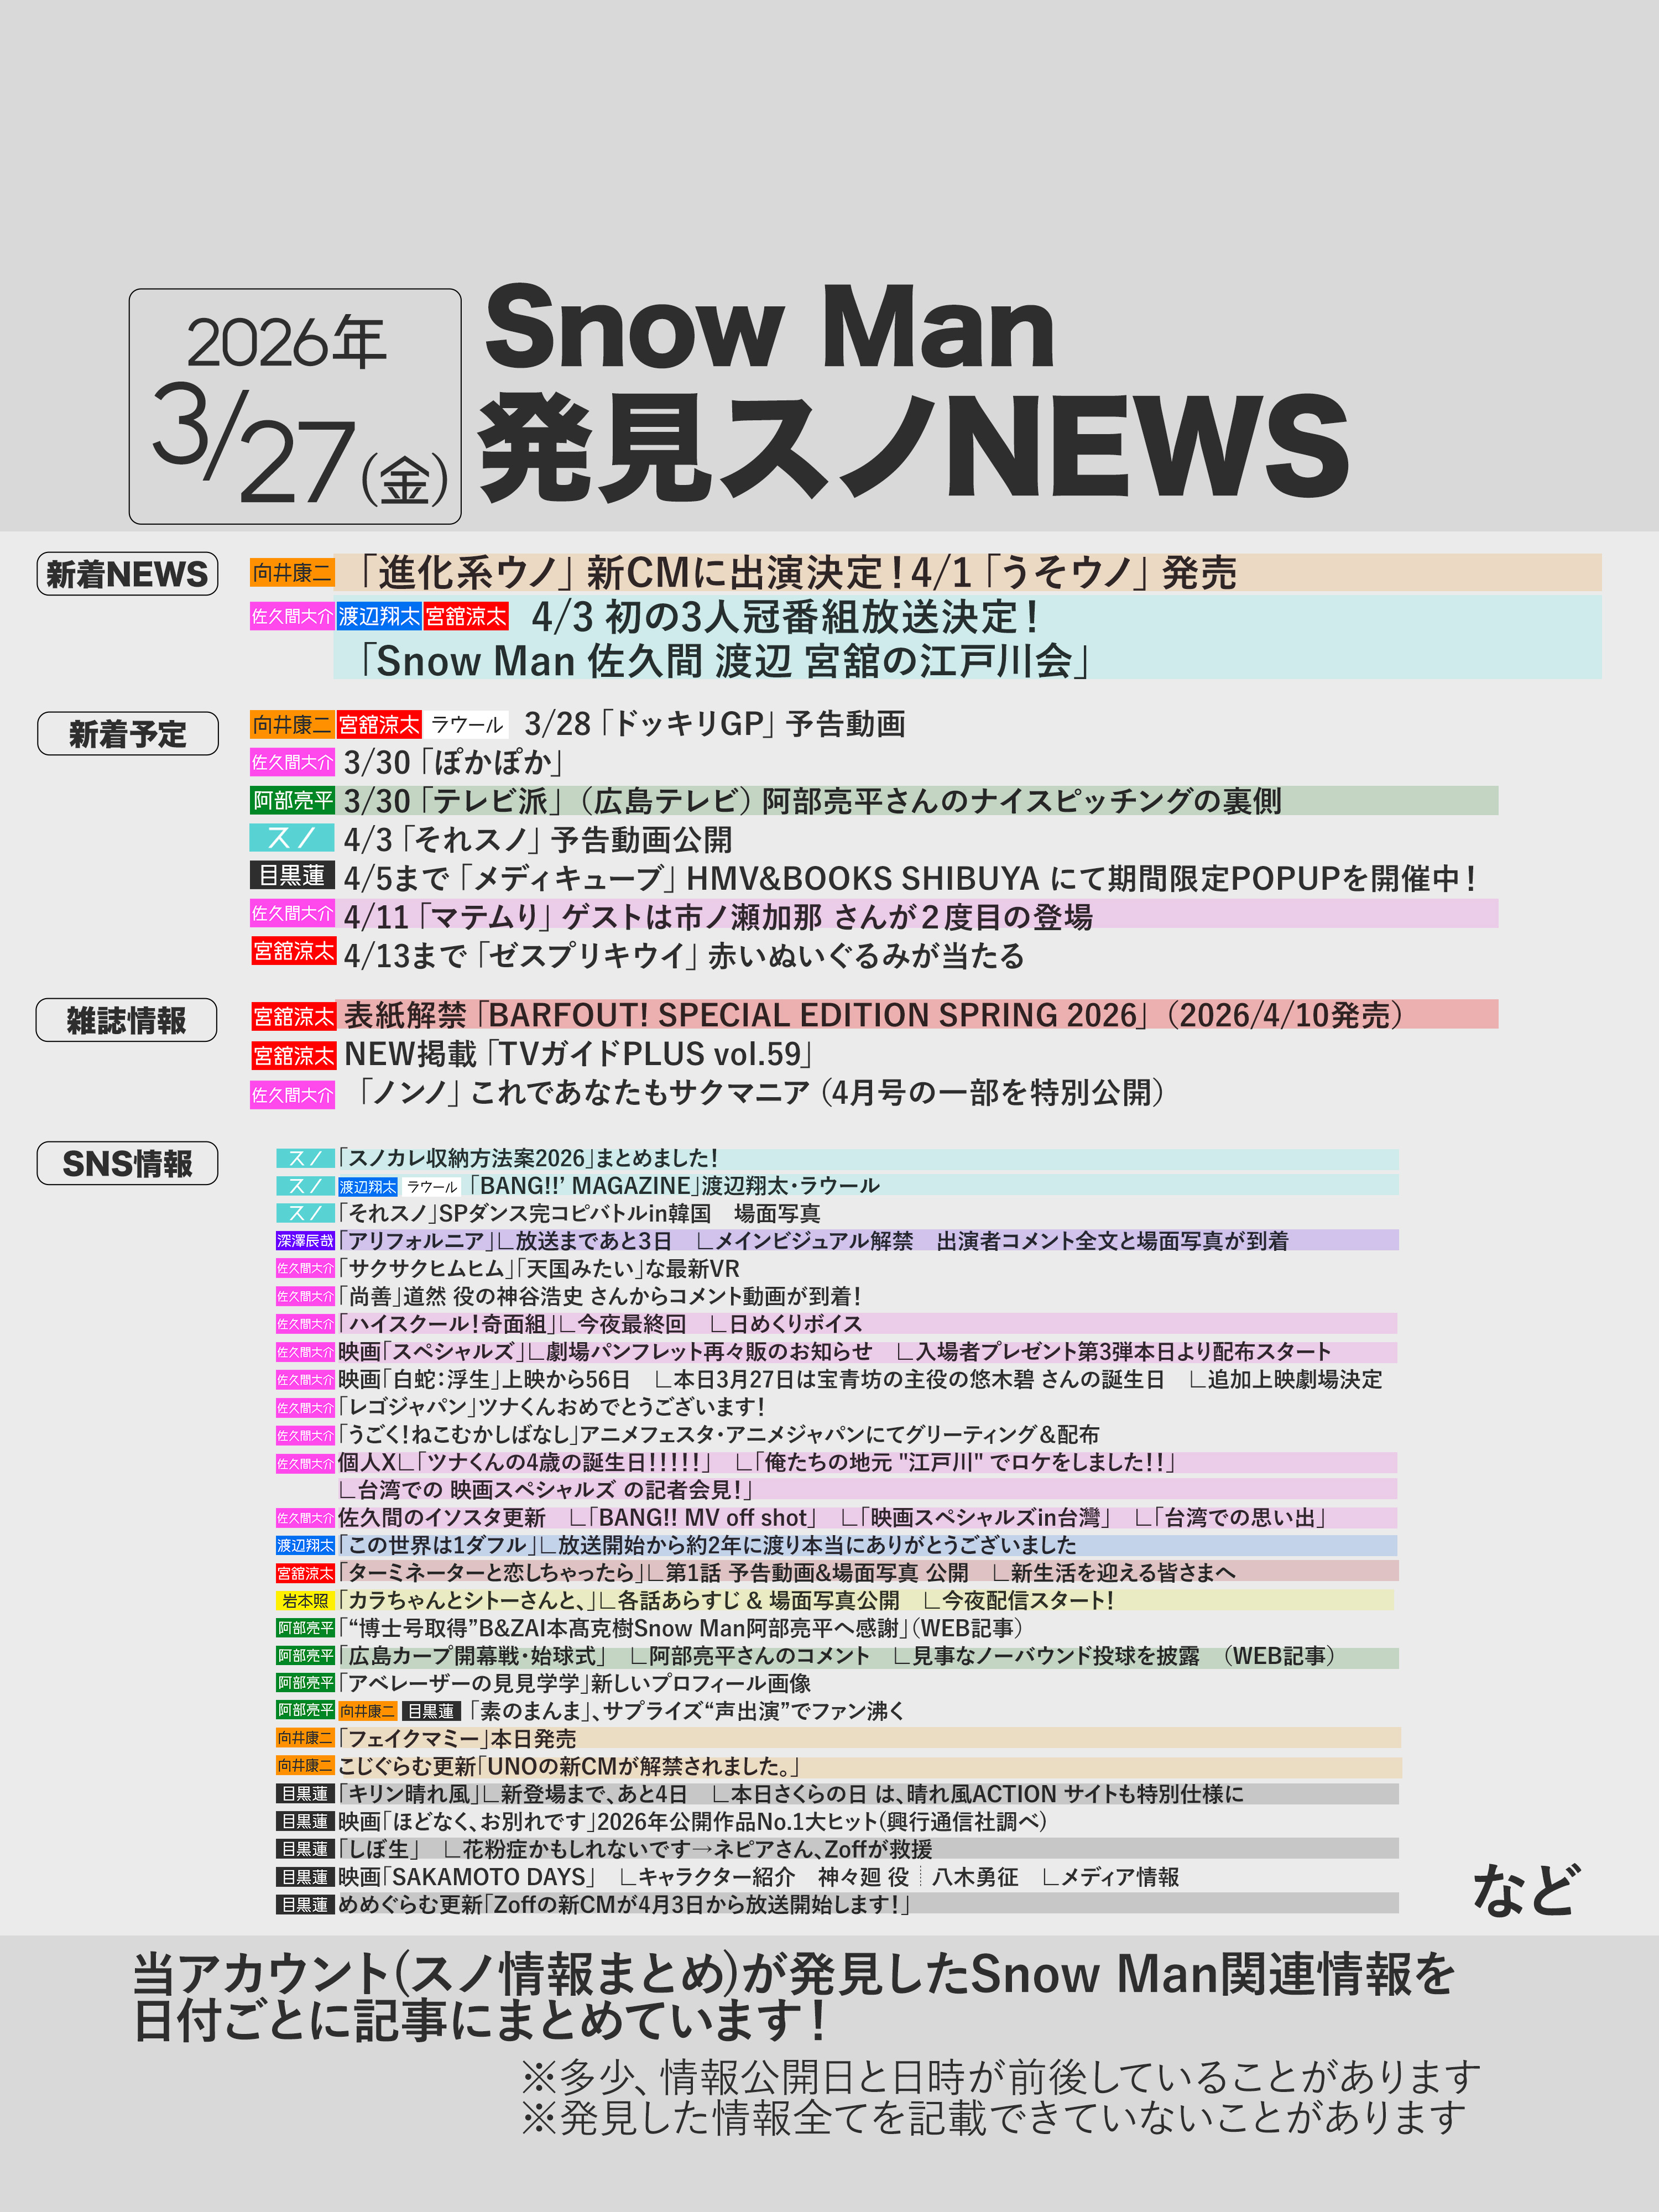 2026年
3/27(金)
Snow Man
発見スノNEWS
新着NEWS
向井康二 「進化系ウノ」新CMに出演決定！4/1「うそウノ」発売
佐久間大介 渡辺翔太 宮舘涼太 4/3 初の3人冠番組放送決定！
「Snow Man 佐久間 渡辺 宮舘の江戸川会」
新着予定
向井康二 宮舘涼太 ラウール 3/28「ドッキリGP」予告動画
佐久間大介 3/30「ぽかぽか」
阿部亮平 3/30「テレビ派」（広島テレビ）阿部亮平さんのナイスピッチングの裏側
スノ 4/3「それスノ」予告動画公開
目黒蓮 4/5まで「メディキューブ」HMV&BOOKS SHIBUYA にて期間限定POPUPを開催中！
佐久間大介 4/11「マテムり」ゲストは市ノ瀬加那 さんが２度目の登場
宮舘涼太 4/13まで「ゼスプリキウイ」赤いぬいぐるみが当たる
雑誌情報
宮舘涼太 表紙解禁「BARFOUT! SPECIAL EDITION SPRING 2026」（2026/4/10発売）
宮舘涼太 NEW掲載「TVガイドPLUS vol.59」
佐久間大介 「ノンノ」これであなたもサクマニア（4月号の一部を特別公開）
SNS情報
スノ 「スノカレ収納方法案2026」まとめました！
スノ 渡辺翔太 ラウール 「BANG!!’ MAGAZINE」渡辺翔太・ラウール
スノ 「それスノ」SPダンス完コピバトルin韓国　場面写真
深澤辰哉 「アリフォルニア」∟放送まであと3日　∟メインビジュアル解禁　出演者コメント全文と場面写真が到着
佐久間大介 「サクサクヒムヒム」「天国みたい」な最新VR
佐久間大介 「尚善」道然 役の神谷浩史 さんからコメント動画が到着！
佐久間大介 「ハイスクール！奇面組」∟今夜最終回　∟日めくりボイス
佐久間大介 映画「スペシャルズ」∟劇場パンフレット再々販のお知らせ　∟入場者プレゼント第3弾本日より配布スタート
佐久間大介 映画「白蛇：浮生」上映から56日　∟本日3月27日は宝青坊の主役の悠木碧 さんの誕生日　∟追加上映劇場決定
佐久間大介 「レゴジャパン」ツナくんおめでとうございます！
佐久間大介 「うごく！ねこむかしばなし」アニメフェスタ・アニメジャパンにてグリーティング＆配布
佐久間大介 個人X∟「ツナくんの4歳の誕生日！！！！！」　∟「俺たちの地元 "江戸川" でロケをしました！！」
∟台湾での 映画スペシャルズ の記者会見！」
佐久間大介 佐久間のイソスタ更新　∟「BANG!! MV off shot」　∟「映画スペシャルズin台灣」　∟「台湾での思い出」
渡辺翔太 「この世界は1ダフル」∟放送開始から約2年に渡り本当にありがとうございました
宮舘涼太 「ターミネーターと恋しちゃったら」∟第1話 予告動画&場面写真 公開　∟新生活を迎える皆さまへ
岩本照 「カラちゃんとシトーさんと、」∟各話あらすじ & 場面写真公開　∟今夜配信スタート！
阿部亮平 「“博士号取得”B&ZAI本髙克樹Snow Man阿部亮平へ感謝」（WEB記事）
阿部亮平 「広島カープ開幕戦・始球式」　∟阿部亮平さんのコメント　∟見事なノーバウンド投球を披露　（WEB記事）
阿部亮平 「アベレーザーの見見学学」新しいプロフィール画像
阿部亮平 向井康二 目黒蓮 「素のまんま」、サプライズ“声出演”でファン沸く
向井康二 「フェイクマミー」本日発売
向井康二 こじぐらむ更新「UNOの新CMが解禁されました。」
目黒蓮 「キリン晴れ風」∟新登場まで、あと4日　∟本日さくらの日 は、晴れ風ACTION サイトも特別仕様に
目黒蓮 映画「ほどなく、お別れです」2026年公開作品No.1大ヒット(興行通信社調べ)
目黒蓮 「しぼ生」　∟花粉症かもしれないです→ネピアさん、Zoffが救援
目黒蓮 映画「SAKAMOTO DAYS」　∟キャラクター紹介　神々廻 役┊八木勇征　∟メディア情報
目黒蓮 めめぐらむ更新「Zoffの新CMが4月3日から放送開始します！」
など
当アカウント(スノ情報まとめ)が発見したSnow Man関連情報を
日付ごとに記事にまとめています！
※多少、情報公開日と日時が前後していることがあります
※発見した情報全てを記載できていないことがあります